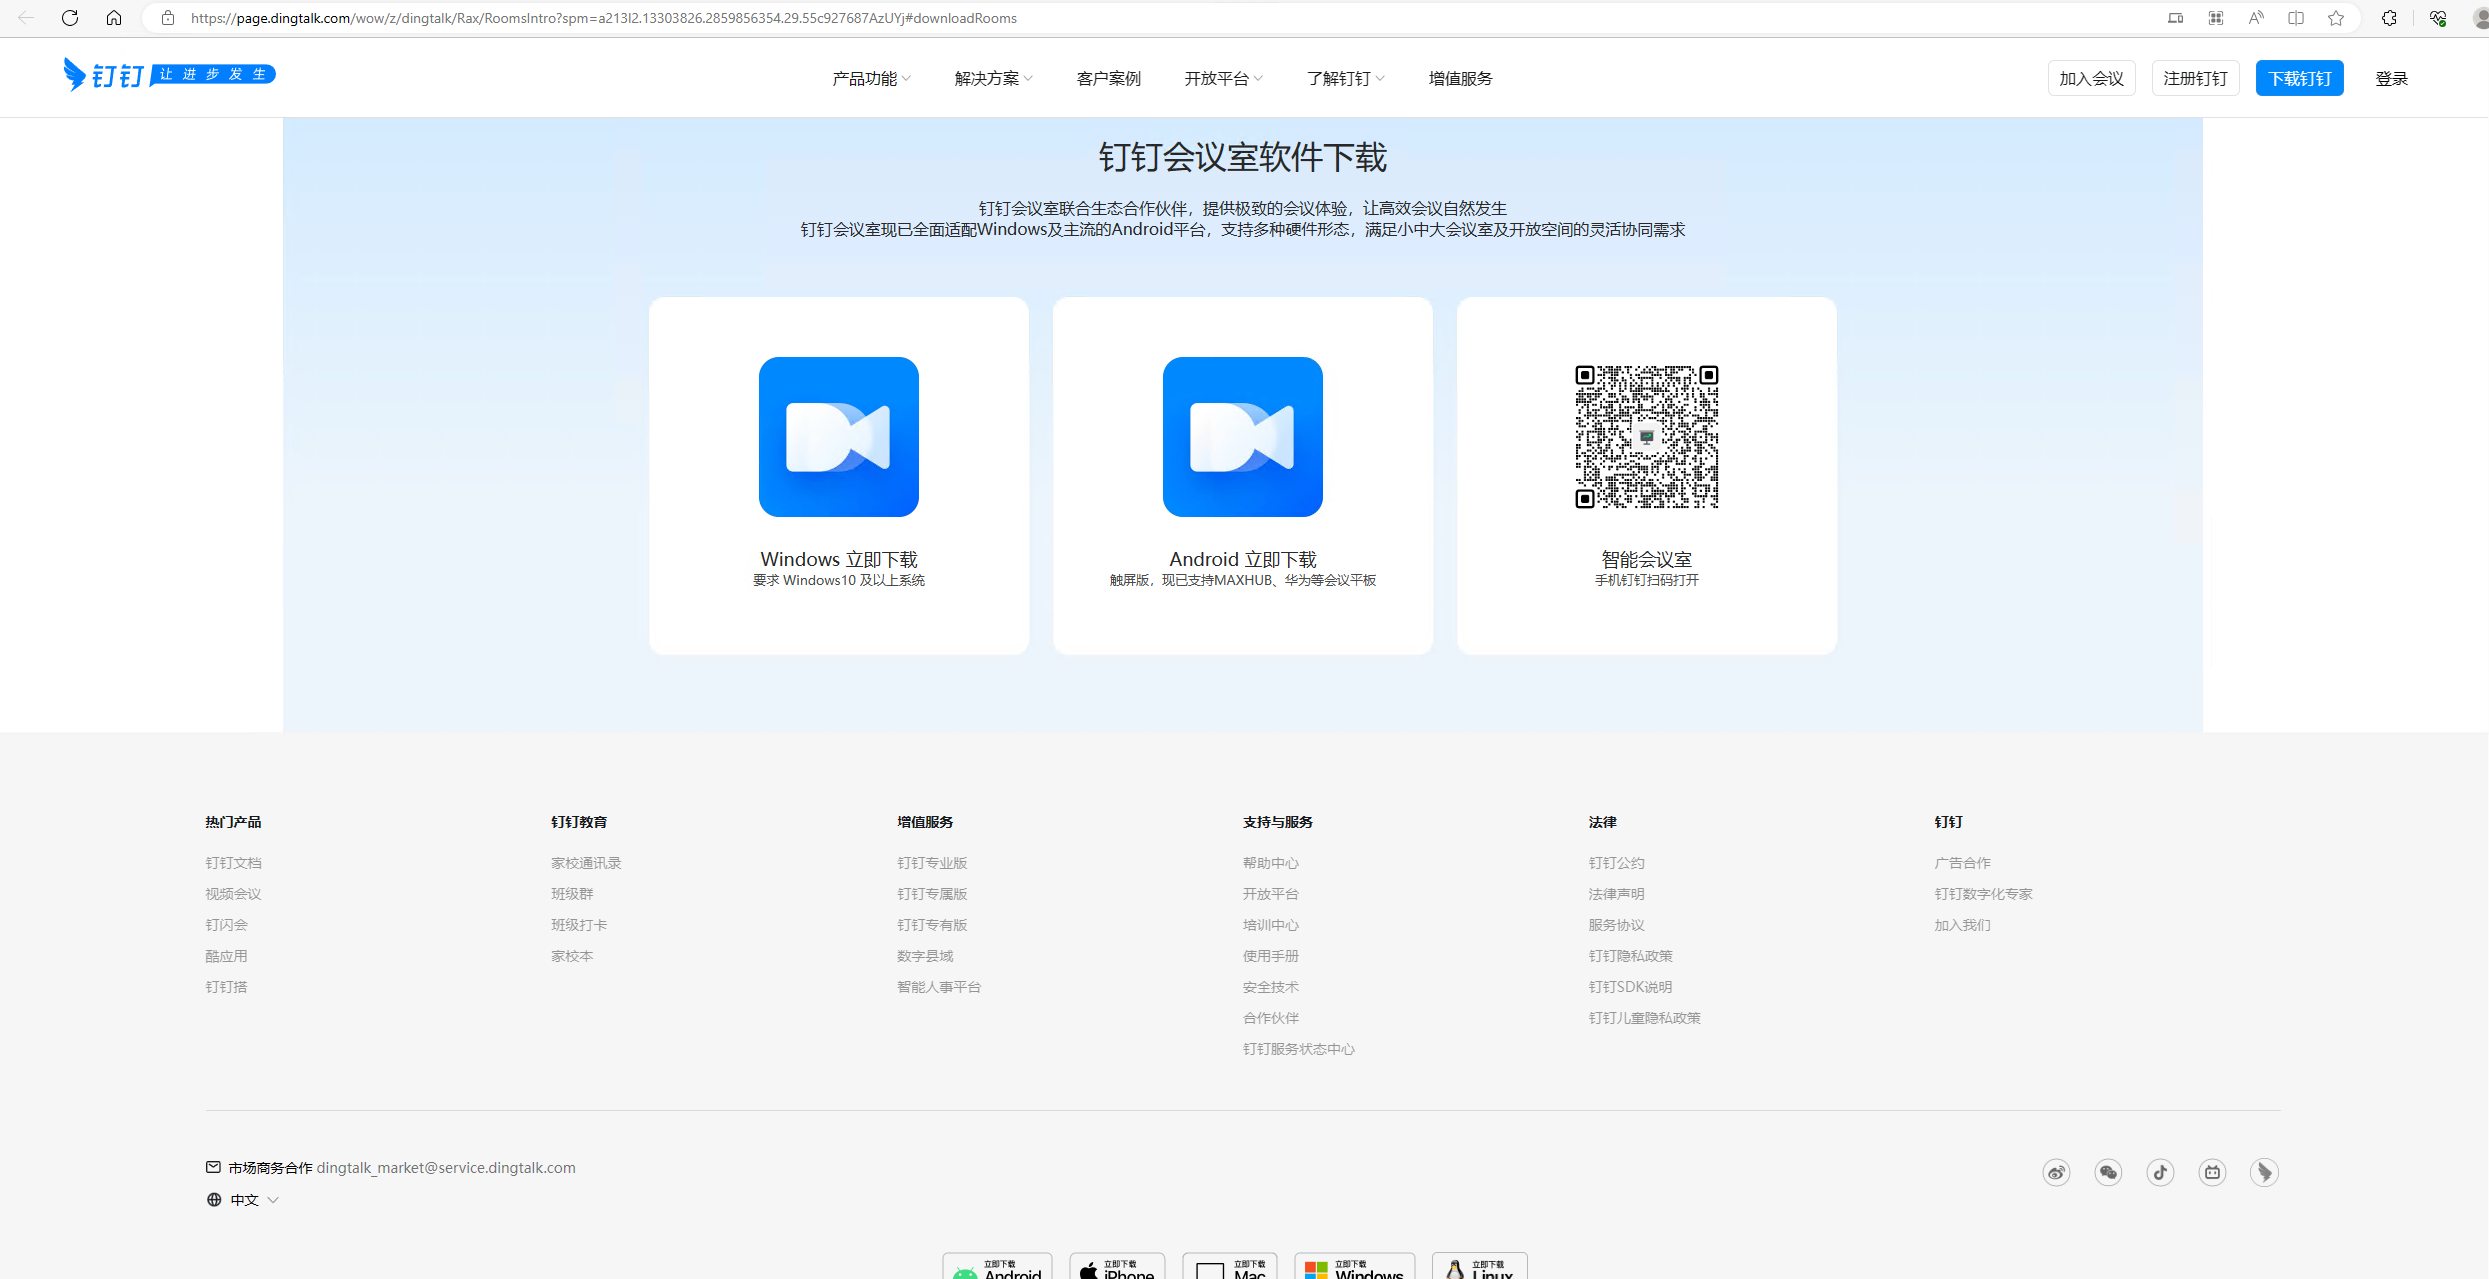 https://page.dingtalk.com/wow/z/dingtalk/Rax/RoomsIntro?spm=a213l2.13303826.2859856354.29.55c927687AzUYj#downloadRooms
钉钉 让进步发生
产品功能 解决方案 客户案例 开放平台 了解钉钉 增值服务
加入会议 注册钉钉 下载钉钉 登录
钉钉会议室软件下载
钉钉会议室联合生态合作伙伴，提供极致的会议体验，让高效会议自然发生
钉钉会议室现已全面适配Windows及主流的Android平台，支持多种硬件形态，满足小中大会议室及开放空间的灵活协同需求
Windows 立即下载
要求 Windows10 及以上系统
Android 立即下载
触屏版，现已支持MAXHUB、华为等会议平板
智能会议室
手机钉钉扫码打开
热门产品
钉钉文档
视频会议
钉闪会
酷应用
钉钉搭
钉钉教育
家校通讯录
班级群
班级打卡
家校本
增值服务
钉钉专业版
钉钉专属版
钉钉专有版
数字县域
智能人事平台
支持与服务
帮助中心
开放平台
培训中心
使用手册
安全技术
合作伙伴
钉钉服务状态中心
法律
钉钉公约
法律声明
服务协议
钉钉隐私政策
钉钉SDK说明
钉钉儿童隐私政策
钉钉
广告合作
钉钉数字化专家
加入我们
市场商务合作 dingtalk_market@service.dingtalk.com
中文
立即下载
Android
立即下载
iPhone
立即下载
Mac
立即下载
Windows
立即下载
Linux